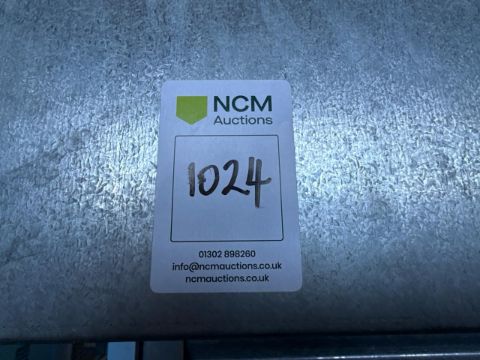 NCM
Auctions
1024
01302 898260
info@ncmauctions.co.uk
ncmauctions.co.uk